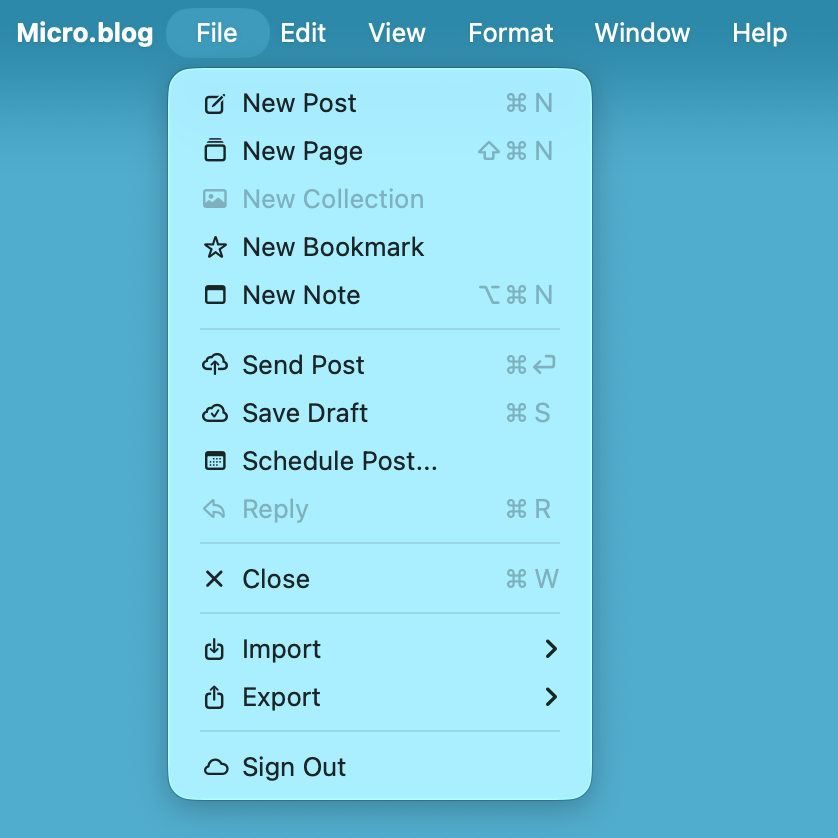 Micro.blog File Edit View Format Window Help
New Post ⌘ N
New Page ⇧ ⌘ N
New Collection
New Bookmark
New Note ⌥ ⌘ N
Send Post ⌘ ↩
Save Draft ⌘ S
Schedule Post...
Reply ⌘ R
Close ⌘ W
Import
Export
Sign Out